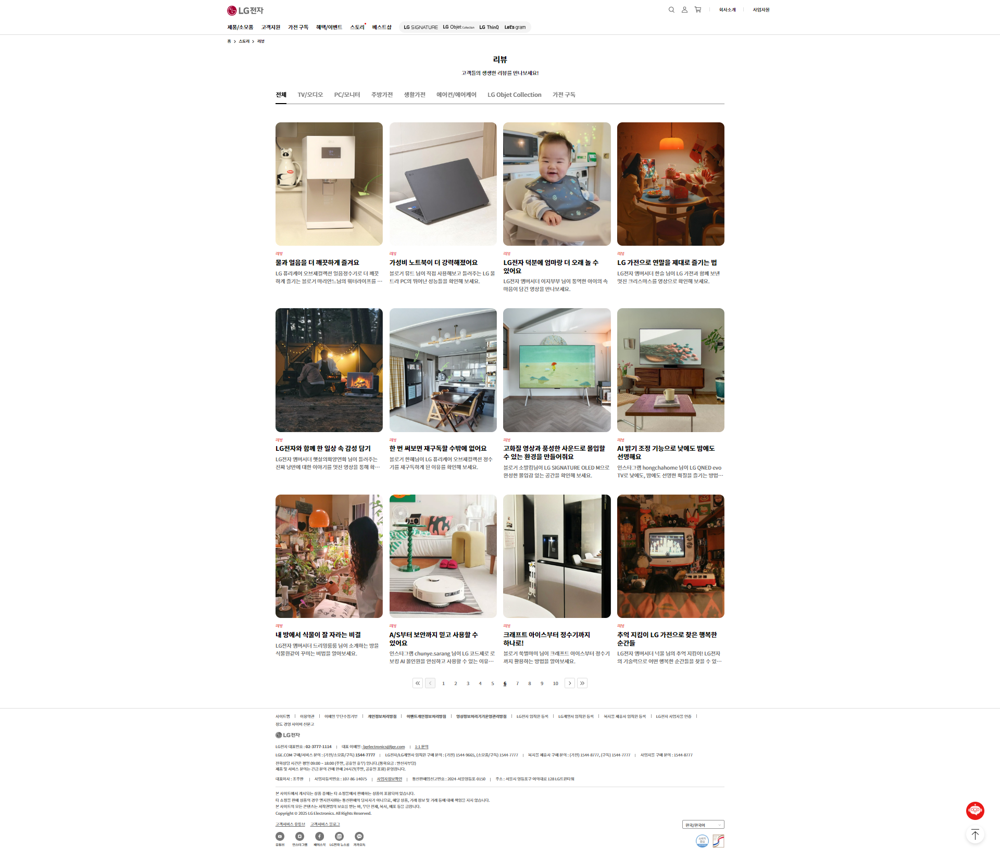 LG전자
회사소개
사업자몰
제품/소모품 고객지원 가전 구독 혜택/이벤트 스토리 베스트샵 LG SIGNATURE LG Objet Collection LG ThinQ Let's gram
홈 > 스토리 > 리뷰
리뷰
고객들의 생생한 리뷰를 만나보세요!
전체 TV/오디오 PC/모니터 주방가전 생활가전 에어컨/에어케어 LG Objet Collection 가전 구독
리뷰
물과 얼음을 더 깨끗하게 즐겨요
LG 퓨리케어 오브제컬렉션 얼음정수기로 더 깨끗
하게 즐기는 블로거 마리안느님의 워터라이프를 …
리뷰
가성비 노트북이 더 강력해졌어요
블로거 뮤트 님이 직접 사용해보고 들려주는 LG 울
트라 PC의 뛰어난 성능들을 확인해 보세요.
리뷰
LG전자 덕분에 엄마랑 더 오래 놀 수
있어요
LG전자 앰버서더 이지부부 님이 통역한 아이의 속
마음이 담긴 영상을 만나보세요.
리뷰
LG 가전으로 연말을 제대로 즐기는 법
LG전자 앰버서더 한슬 님이 LG 가전과 함께 보낸
멋진 크리스마스를 영상으로 확인해 보세요.
리뷰
LG전자와 함께 한 일상 속 감성 담기
LG전자 앰버서더 햇살의화양연화 님이 들려주는
진짜 낭만에 대한 이야기를 멋진 영상을 통해 확…
리뷰
한 번 써보면 재구독할 수밖에 없어요
블로거 한혜님이 LG 퓨리케어 오브제컬렉션 정수
기를 재구독하게 된 이유를 확인해 보세요.
리뷰
고화질 영상과 풍성한 사운드로 몰입할
수 있는 환경을 만들어줘요
블로거 소발킴님이 LG SIGNATURE OLED M으로
완성한 몰입감 있는 공간을 확인해 보세요.
리뷰
AI 밝기 조정 기능으로 낮에도 밤에도
선명해요
인스타그램 hongchahome 님이 LG QNED evo
TV로 낮에도, 밤에도 선명한 화질을 즐기는 방법…
리뷰
내 방에서 식물이 잘 자라는 비결
LG전자 앰버서더 드리밍룸룸 님이 소개하는 방을
식물원같이 꾸미는 비법을 알아보세요.
리뷰
A/S부터 보안까지 믿고 사용할 수
있어요
인스타그램 chunye.sarang 님이 LG 코드제로 로
보킹 AI 올인원을 안심하고 사용할 수 있는 이유…
리뷰
크래프트 아이스부터 정수기까지
하나로!
블로거 쑥별마미 님이 크래프트 아이스부터 정수기
까지 활용하는 방법을 알아보세요.
리뷰
추억 지킴이 LG 가전으로 찾은 행복한
순간들
LG전자 앰버서더 넉울 님의 추억 지킴이! LG전자
의 기술력으로 어떤 행복한 순간들을 찾을 수 있…
1 2 3 4 5 6 7 8 9 10
사이트맵 | 이용약관 | 이메일 무단수집거부 | 개인정보처리방침 | 이벤트개인정보처리방침 | 영상정보처리기기운영관리방침 | LG전자 임직원 등록 | LG계열사 임직원 등록 | 복지몰 제휴사 임직원 등록 | LG전자 사업자몰 인증 |
정도 경영 사이버 신문고
LG전자
LG전자 대표번호 : 02-3777-1114 | 대표 이메일 : lgelectronics@lge.com | 1:1 문의
LGE.COM 구매/서비스 문의 : (가전/소모품/구독) 1544-7777 | LG전자/LG계열사 임직원 구매 문의 : (가전) 1544-9665, (소모품/구독) 1544-7777 | 복지몰 제휴사 구매 문의 : (가전) 1544-8777, (구독) 1544-7777 | 사업자몰 구매 문의 : 1544-8777
전화상담 시간은 평일 09:00 ~ 18:00 (주말, 공휴일 휴무) 입니다.(통화요금 : 발신자부담)
제품 및 서비스 문의는 긴급 문의 건에 한해 24시간(주말, 공휴일 포함) 운영합니다.
대표이사 : 조주완 | 사업자등록번호 : 107-86-14075 | 사업자정보확인 | 통신판매업신고번호 : 2024-서울영등포-0150 | 주소 : 서울시 영등포구 여의대로 128 LG트윈타워
본 사이트에서 게시되는 상품 중에는 타 쇼핑몰에서 판매하는 상품이 포함되어 있습니다.
타 쇼핑몰 판매 상품의 경우 엘지전자㈜는 통신판매의 당사자가 아니므로, 해당 상품, 거래 정보 및 거래 등에 대해 책임을 지지 않습니다.
본 사이트의 모든 콘텐츠는 저작권법의 보호를 받는 바, 무단 전재, 복사, 배포 등을 금합니다.
Copyright © 2025 LG Electronics. All Rights Reserved.
고객서비스 유튜브 고객서비스 블로그
한국/한국어
유튜브 인스타그램 페이스북 LG전자 뉴스룸 카카오톡